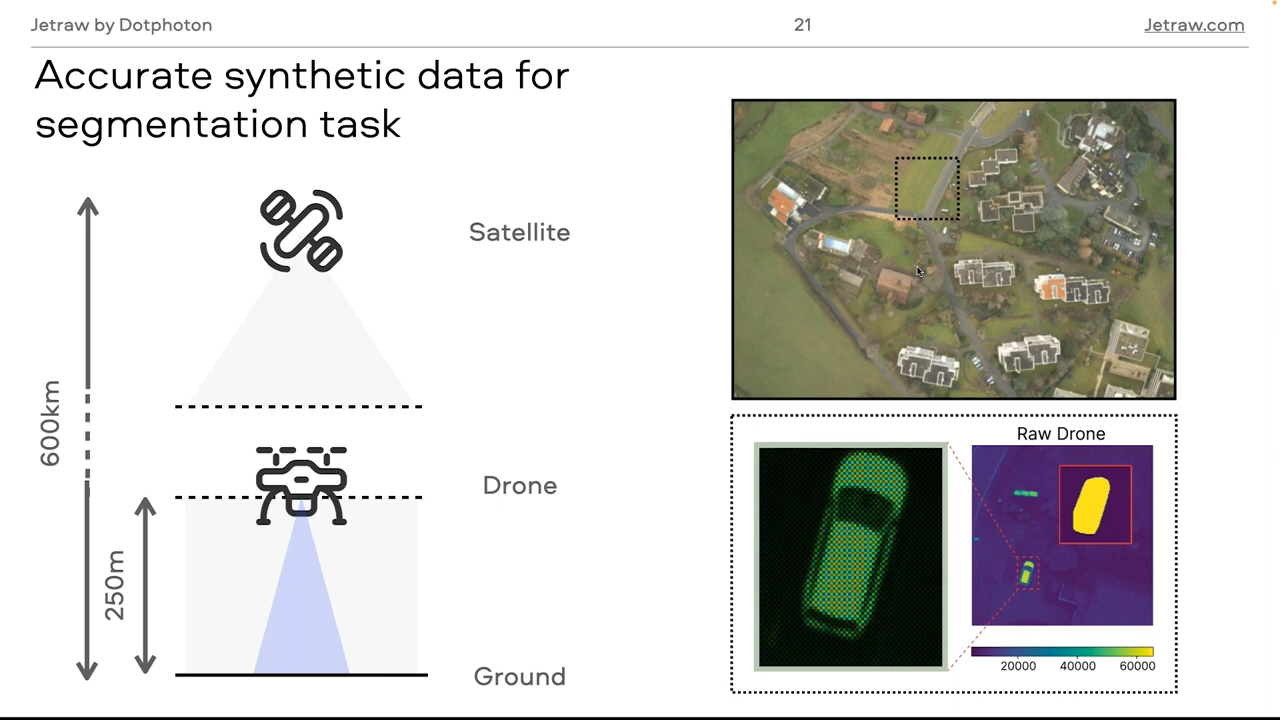 Jetraw by Dotphoton
21
Jetraw.com
Accurate synthetic data for
segmentation task
Satellite
600km
Drone
250m
Ground
Raw Drone
20000
40000
60000